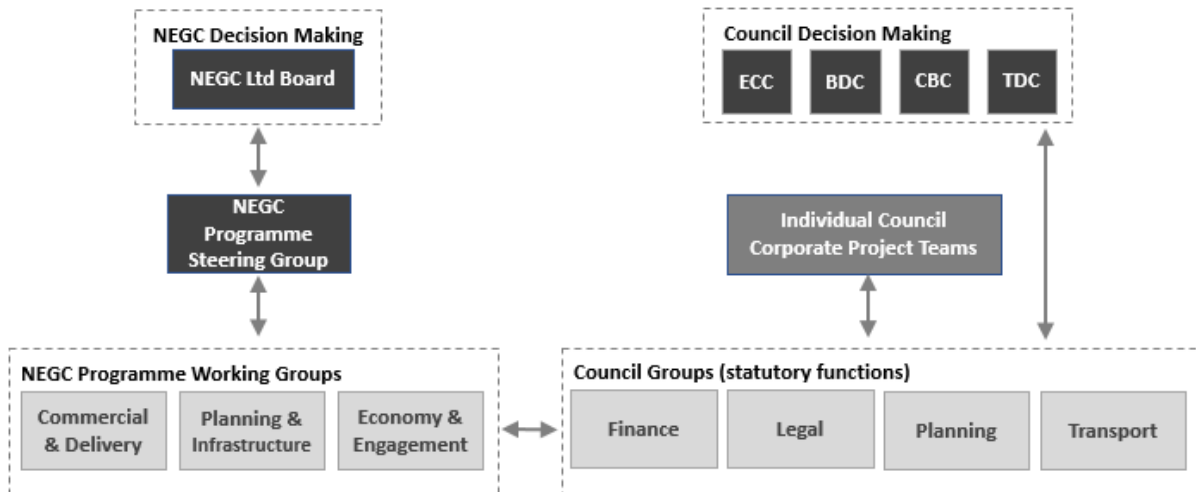 NEGC Decision Making
NEGC Ltd Board
Council Decision Making
ECC
BDC
CBC
TDC
NEGC
Programme
Steering Group
Individual Council
Corporate Project Teams
NEGC Programme Working Groups
Commercial
& Delivery
Planning &
Infrastructure
Economy &
Engagement
Council Groups (statutory functions)
Finance
Legal
Planning
Transport